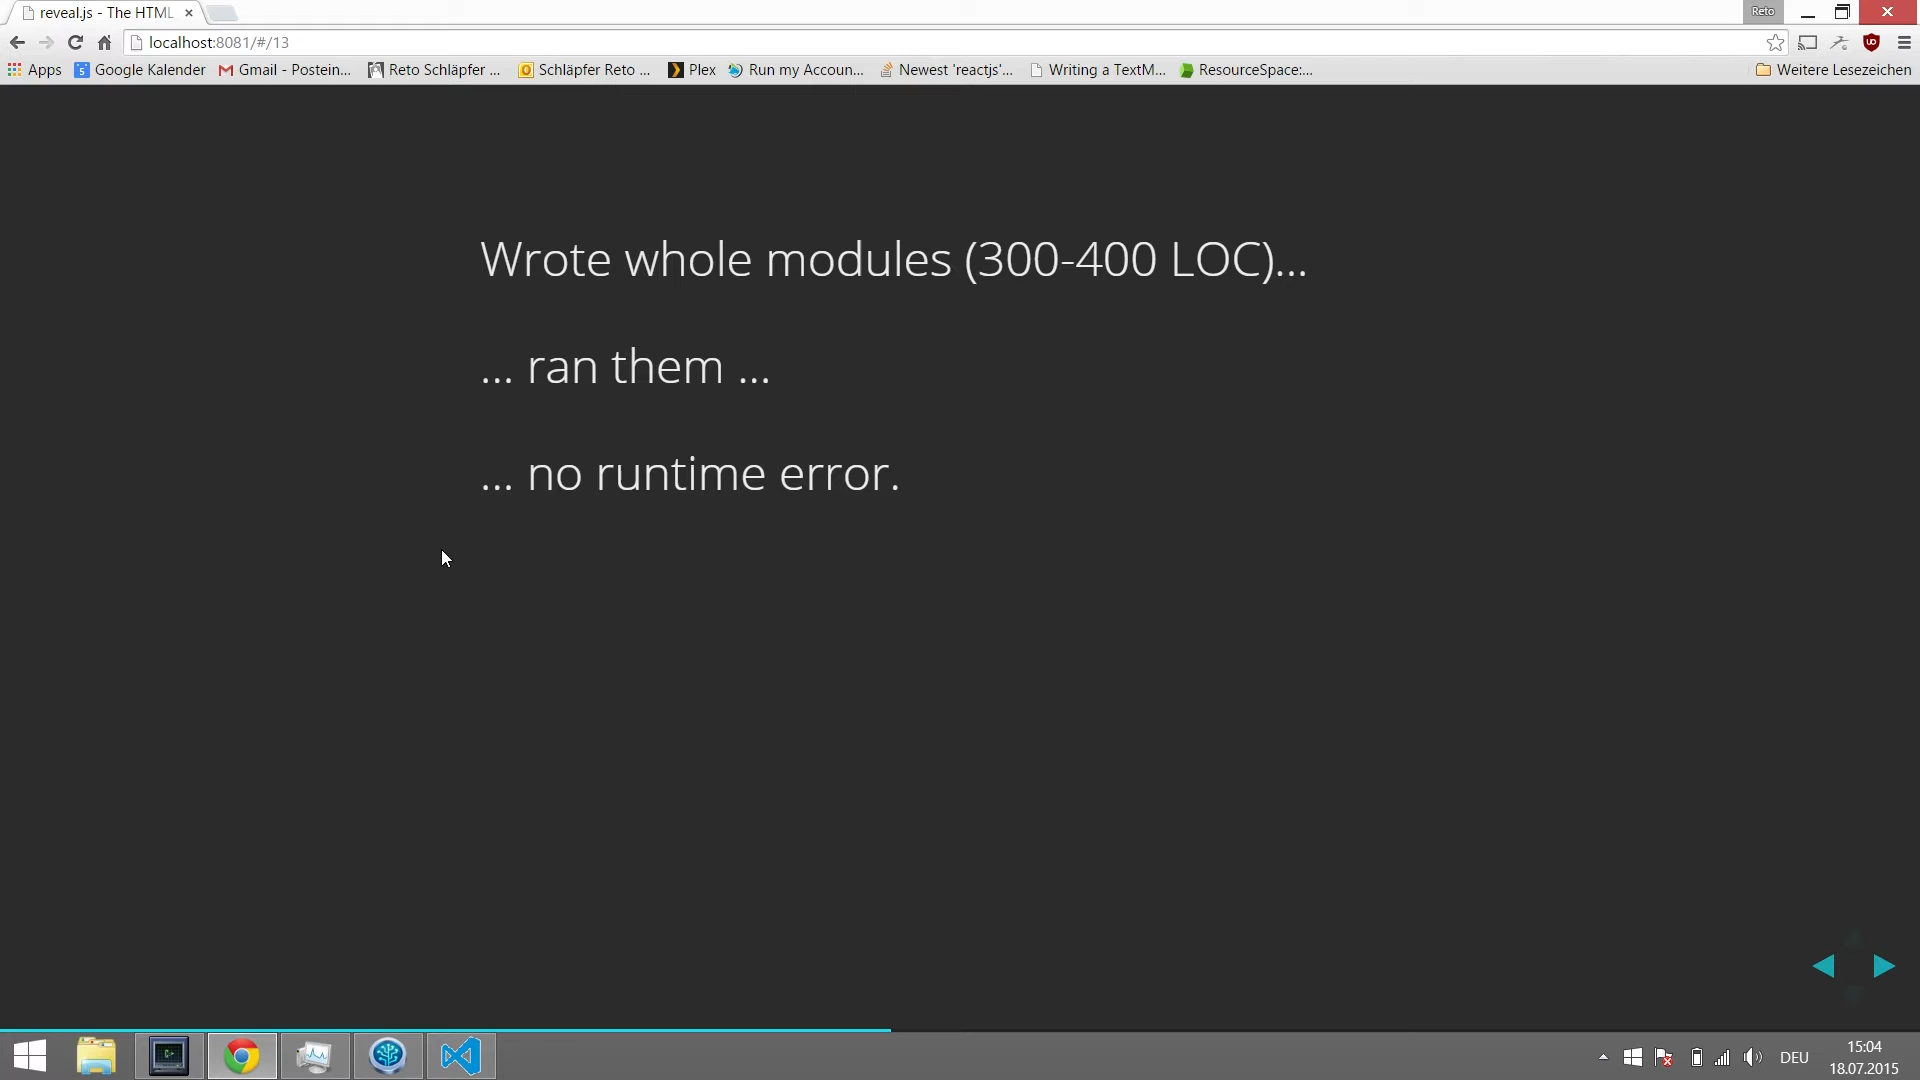 reveal.js - The HTML
Reto
localhost:8081/#/13
Apps
5
Google Kalender
Gmail - Postein...
Reto Schläpfer ...
Schläpfer Reto ...
Plex
Run my Accoun...
Newest 'reactjs'...
Writing a TextM...
ResourceSpace:...
Weitere Lesezeichen
Wrote whole modules (300-400 LOC)...
... ran them ...
... no runtime error.
DEU
15:04
18.07.2015